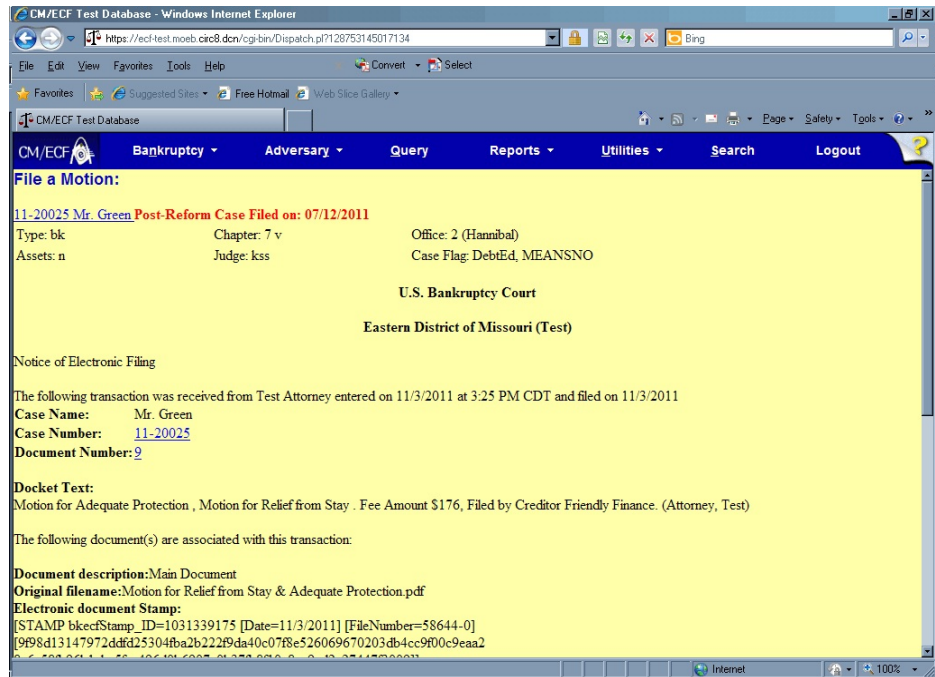 CM/ECF Test Database - Windows Internet Explorer
https://ecf-test.moeb.circ8.dcn/cgi-bin/Dispatch.pl?128753145017134
Bing
File Edit View Favorites Tools Help
Convert Select
Favorites Suggested Sites Free Hotmail Web Slice Gallery
CM/ECF Test Database
Page Safety Tools
CM/ECF Bankruptcy Adversary Query Reports Utilities Search Logout ?
File a Motion:
11-20025 Mr. Green Post-Reform Case Filed on: 07/12/2011
Type: bk Chapter: 7 v Office: 2 (Hannibal)
Assets: n Judge: kss Case Flag: DebtEd, MEANSNO
U.S. Bankruptcy Court
Eastern District of Missouri (Test)
Notice of Electronic Filing
The following transaction was received from Test Attorney entered on 11/3/2011 at 3:25 PM CDT and filed on 11/3/2011
Case Name: Mr. Green
Case Number: 11-20025
Document Number: 9
Docket Text:
Motion for Adequate Protection , Motion for Relief from Stay . Fee Amount $176, Filed by Creditor Friendly Finance. (Attorney, Test)
The following document(s) are associated with this transaction:
Document description:Main Document
Original filename:Motion for Relief from Stay & Adequate Protection.pdf
Electronic document Stamp:
[STAMP bkecfStamp_ID=1031339175 [Date=11/3/2011] [FileNumber=58644-0]
[9f98d13147972ddfd25304fba2b222f9da40c07f8e526069670203db4cc9f00c9eaa2
Internet 100%